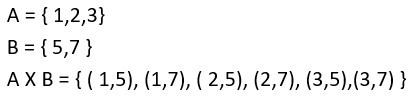 A = { 1,2,3}
B = { 5,7 }
A X B = { ( 1,5), (1,7), ( 2,5), (2,7), (3,5),(3,7) }